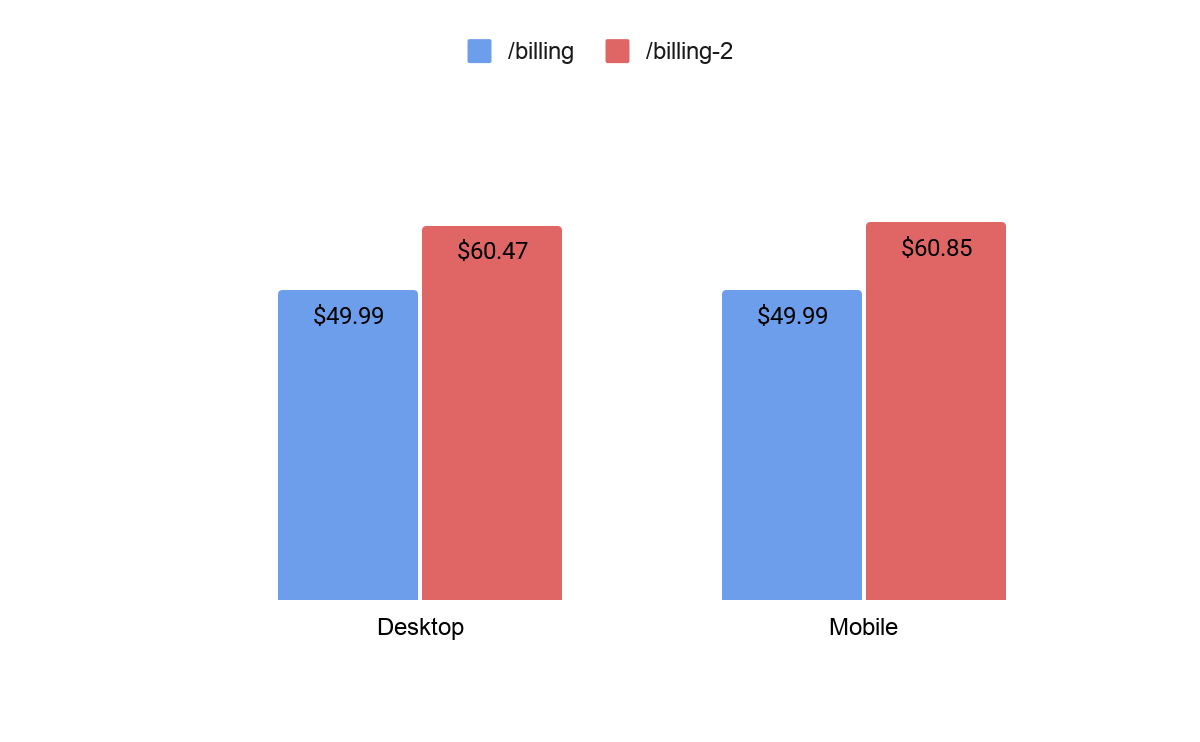 /billing /billing-2
$60.47 $60.85
$49.99 $49.99
Desktop Mobile